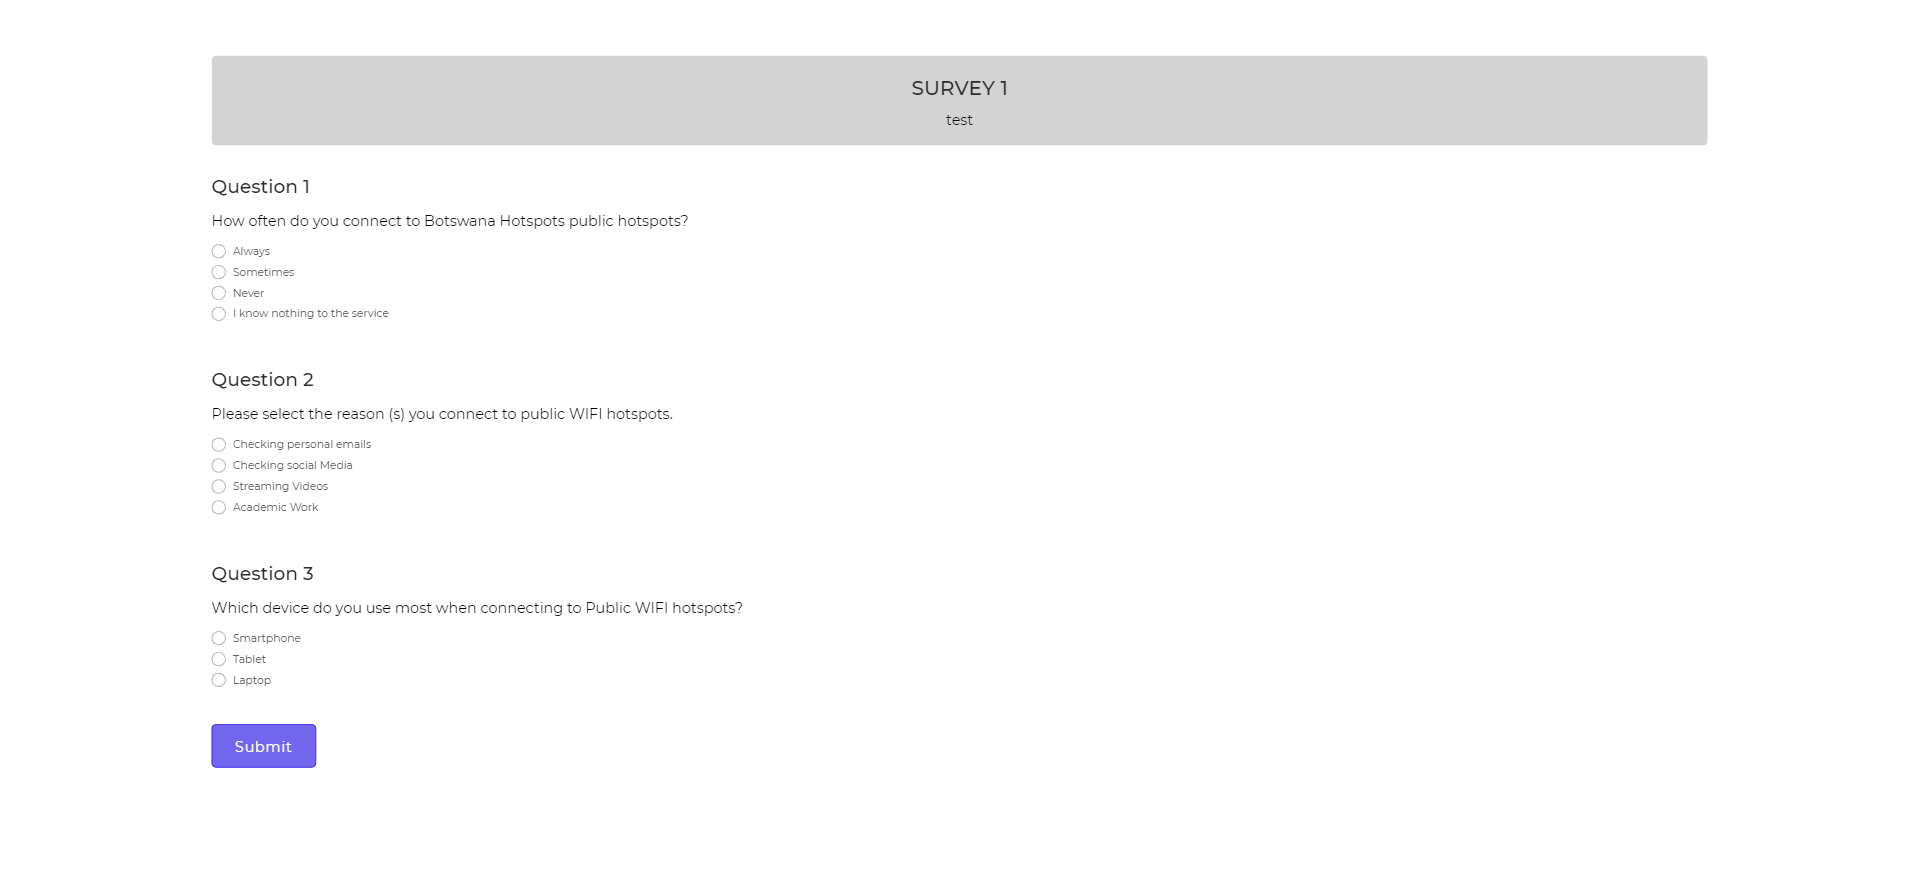 SURVEY 1
test
Question 1
How often do you connect to Botswana Hotspots public hotspots?
Always
Sometimes
Never
I know nothing to the service
Question 2
Please select the reason (s) you connect to public WIFI hotspots.
Checking personal emails
Checking social Media
Streaming Videos
Academic Work
Question 3
Which device do you use most when connecting to Public WIFI hotspots?
Smartphone
Tablet
Laptop
Submit